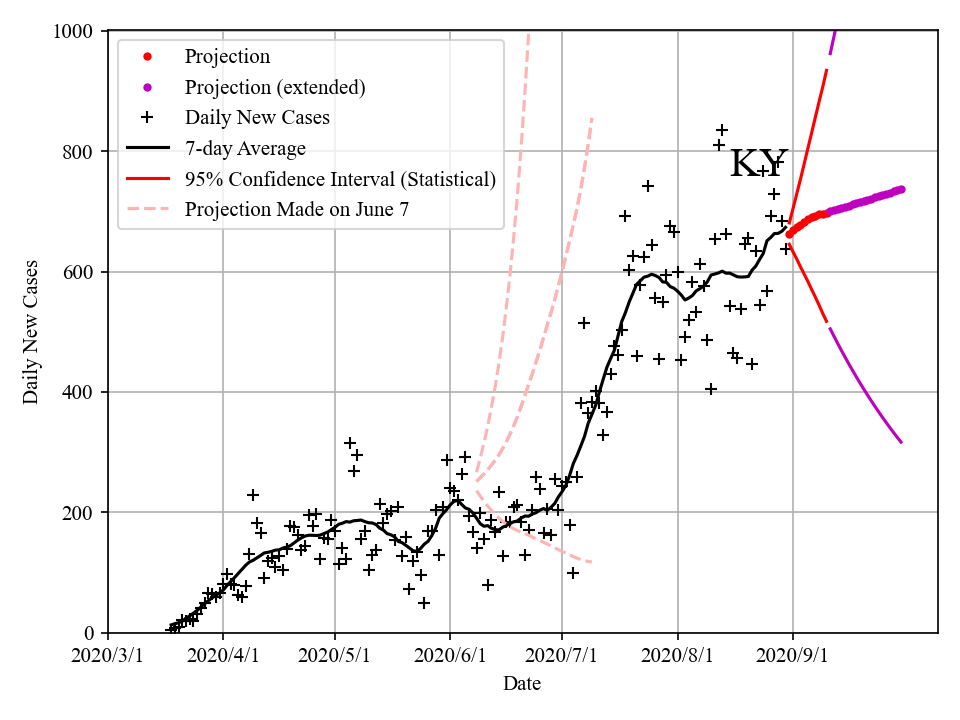 1000
800
600
400
200
0
Daily New Cases
Projection
Projection (extended)
Daily New Cases
7-day Average
95% Confidence Interval (Statistical)
Projection Made on June 7
KY
2020/3/1 2020/4/1 2020/5/1 2020/6/1 2020/7/1 2020/8/1 2020/9/1
Date